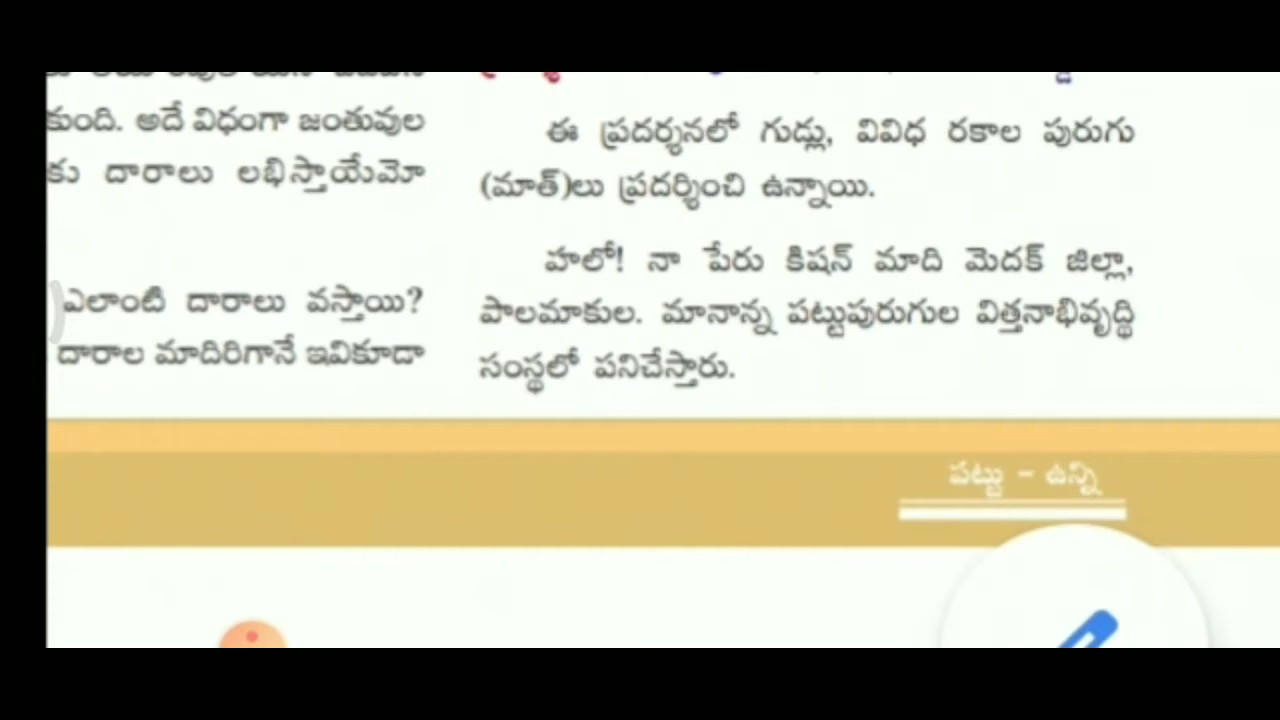 కుంది. అదే విధంగా జంతువుల
కు దారాలు లభిస్తాయేమో
ఎలాంటి దారాలు వస్తాయి?
దారాల మాదిరిగానే ఇవికూడా
ఈ ప్రదర్శనలో గుడ్లు, వివిధ రకాల పురుగు
(మాత్)లు ప్రదర్శించి ఉన్నాయి.
హలో! నా పేరు కిషన్ మాది మెదక్ జిల్లా,
పాలమాకుల. మానాన్న పట్టుపురుగుల విత్తనాభివృద్ధి
సంస్థలో పనిచేస్తారు.
పట్టు - ఉన్ని